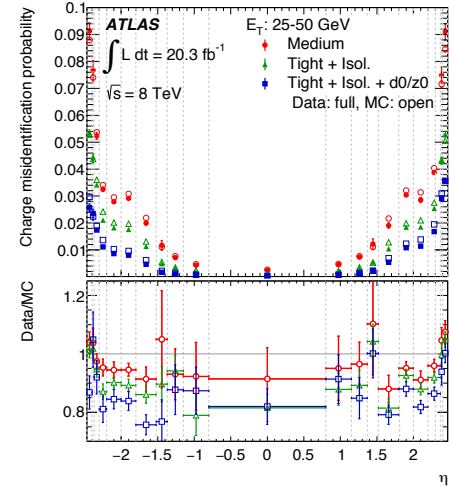 0.1
0.09
0.08
0.07
0.06
0.05
0.04
0.03
0.02
0.01
Charge misidentification probability
ATLAS
∫ L dt = 20.3 fb⁻¹
√s = 8 TeV
E_T: 25-50 GeV
Medium
Tight + Isol.
Tight + Isol. + d0/z0
Data: full, MC: open
Data/MC
1.2
1
0.8
−2 −1.5 −1 −0.5 0 0.5 1 1.5 2
η